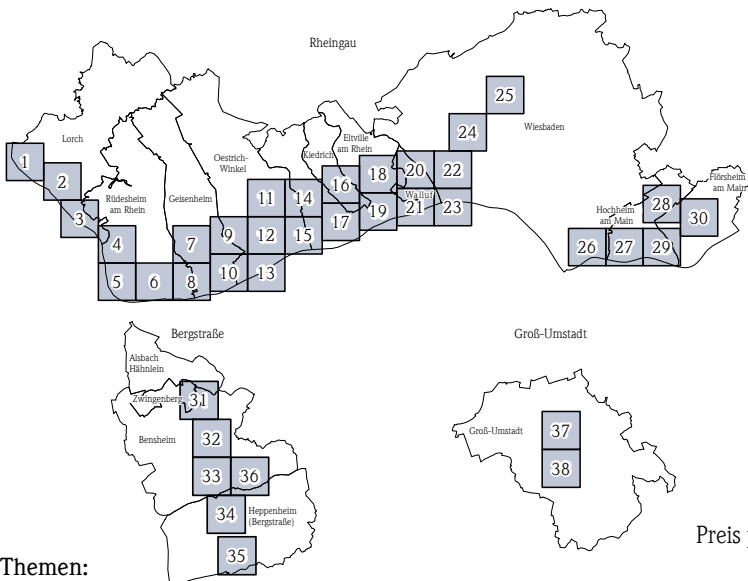 Rheingau
25
24
Wiesbaden
Lorch
1
2
3
Rüdesheim
am Rhein
4
5
6
Geisenheim
7
8
Oestrich-
Winkel
9
10
11
12
13
Kiedrich
14
15
Eltville
am Rhein
16
17
18
19
20
Walluf
21
22
23
Flörsheim
am Main
Hochheim
am Main
28
30
26
27
29
Bergstraße
Alsbach
Hähnlein
Zwingenberg
31
Bensheim
32
33
36
34
Heppenheim
(Bergstraße)
35
Groß-Umstadt
Groß-Umstadt
37
38
Preis
Themen: